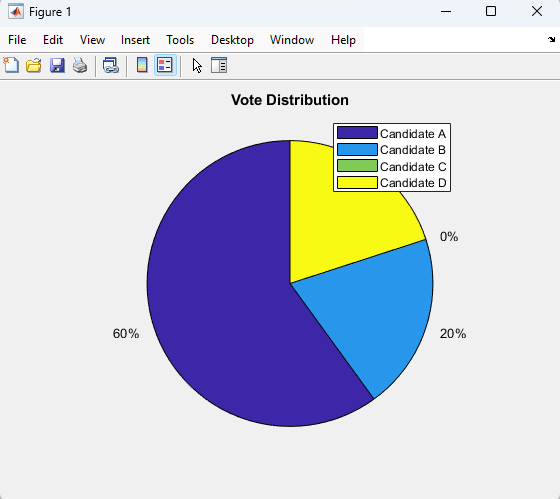 Figure 1
File Edit View Insert Tools Desktop Window Help
Vote Distribution
Candidate A
Candidate B
Candidate C
Candidate D
0%
60%
20%